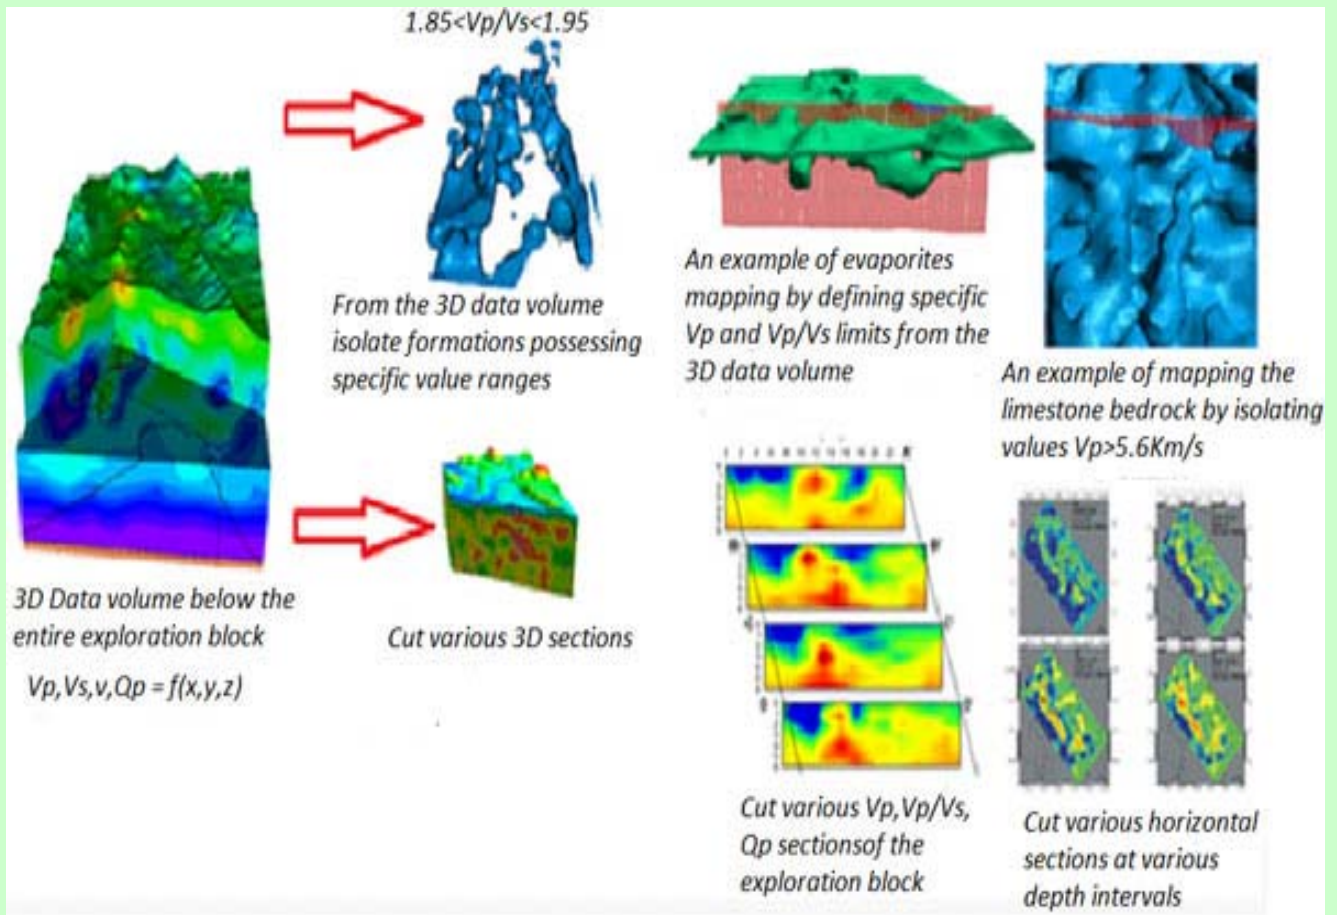 1.85<Vp/Vs<1.95
From the 3D data volume
isolate formations possessing
specific value ranges
An example of evaporites
mapping by defining specific
Vp and Vp/Vs limits from the
3D data volume
An example of mapping the
limestone bedrock by isolating
values Vp>5.6Km/s
3D Data volume below the
entire exploration block
Vp,Vs,v,Qp = f(x,y,z)
Cut various 3D sections
Cut various Vp,Vp/Vs,
Qp sectionsof the
exploration block
Cut various horizontal
sections at various
depth intervals